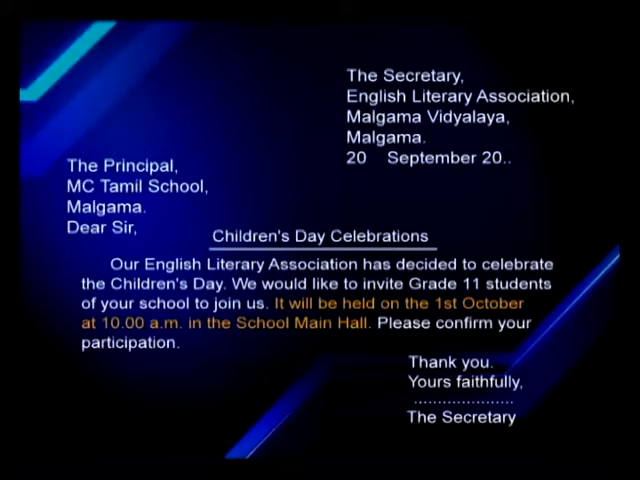 The Secretary,
English Literary Association,
Malgama Vidyalaya,
Malgama.
20 September 20..
The Principal,
MC Tamil School,
Malgama.
Dear Sir,
Children's Day Celebrations
Our English Literary Association has decided to celebrate
the Children's Day. We would like to invite Grade 11 students
of your school to join us. It will be held on the 1st October
at 10.00 a.m. in the School Main Hall. Please confirm your
participation.
Thank you.
Yours faithfully,
.....................
The Secretary